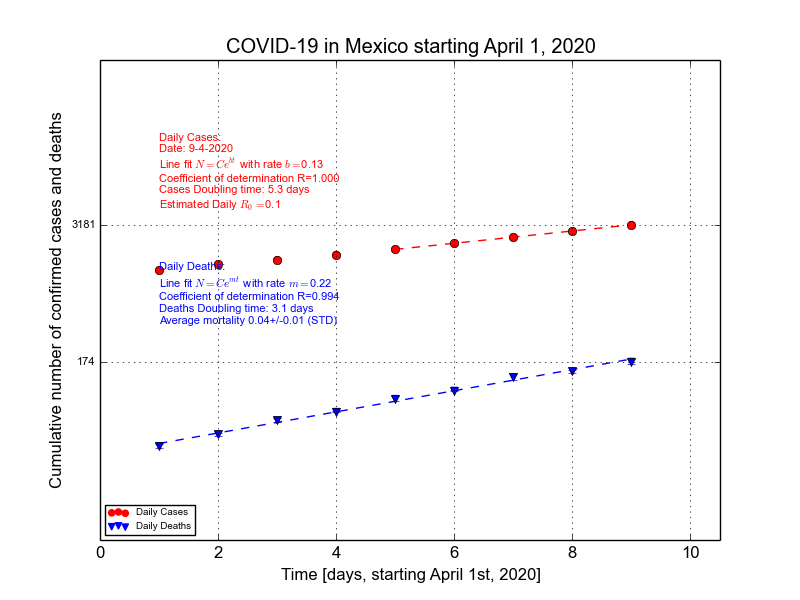 COVID-19 in Mexico starting April 1, 2020
Cumulative number of confirmed cases and deaths
Daily Cases:
Date: 9-4-2020
Line fit N=Ce^{bt} with rate b=0.13
Coefficient of determination R=1.000
Cases Doubling time: 5.3 days
Estimated Daily R_0=0.1
3181
Daily Deaths:
Line fit N=Ce^{mt} with rate m=0.22
Coefficient of determination R=0.994
Deaths Doubling time: 3.1 days
Average mortality 0.04+/-0.01 (STD)
174
Daily Cases
Daily Deaths
0 2 4 6 8 10
Time [days, starting April 1st, 2020]